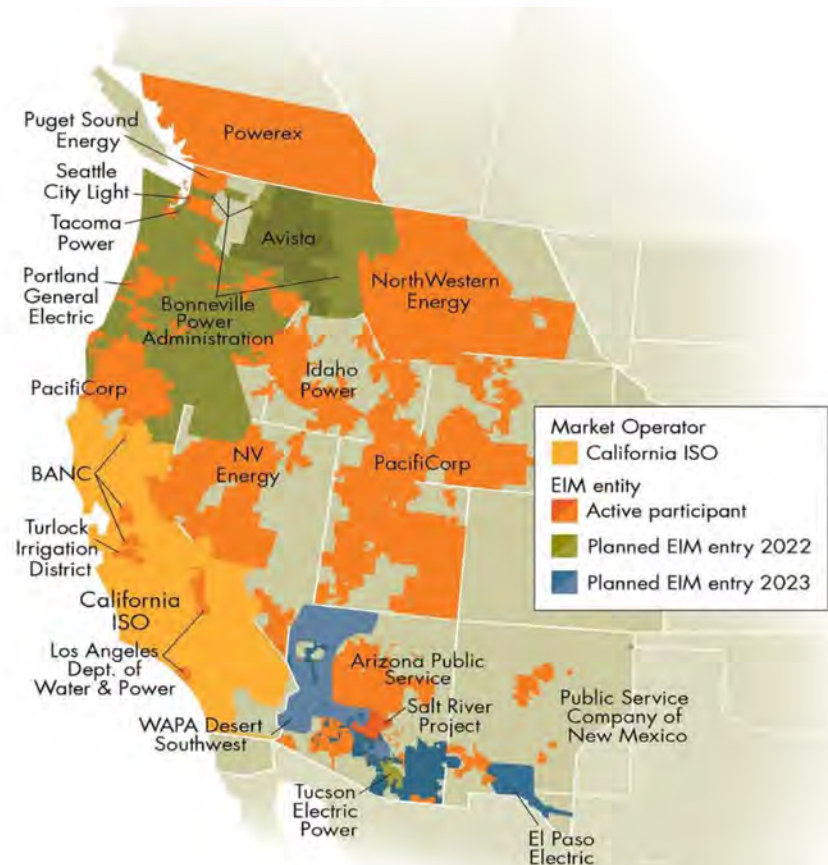 Puget Sound
Energy
Powerex
Seattle
City Light
Tacoma
Power
Avista
Portland
General
Electric
Bonneville
Power
Administration
NorthWestern
Energy
Idaho
Power
PacifiCorp
NV
Energy
PacifiCorp
BANC
Turlock
Irrigation
District
California
ISO
Los Angeles
Dept. of
Water & Power
Arizona Public
Service
Salt River
Project
WAPA Desert
Southwest
Public Service
Company of
New Mexico
Tucson
Electric
Power
El Paso
Electric
Market Operator
California ISO
EIM entity
Active participant
Planned EIM entry 2022
Planned EIM entry 2023